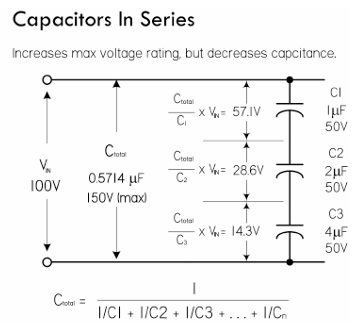 Capacitors In Series
Increases max voltage rating, but decreases capcitance.
C1
1µF
50V
Ctotal / C1 x VIN = 57.1V
C2
2µF
50V
Ctotal / C2 x VIN = 28.6V
C3
4µF
50V
Ctotal / C3 x VIN = 14.3V
VIN
100V
Ctotal
0.5714 µF
150V (max)
Ctotal = 1 / 1/C1 + 1/C2 + 1/C3 + . . . + 1/Cn